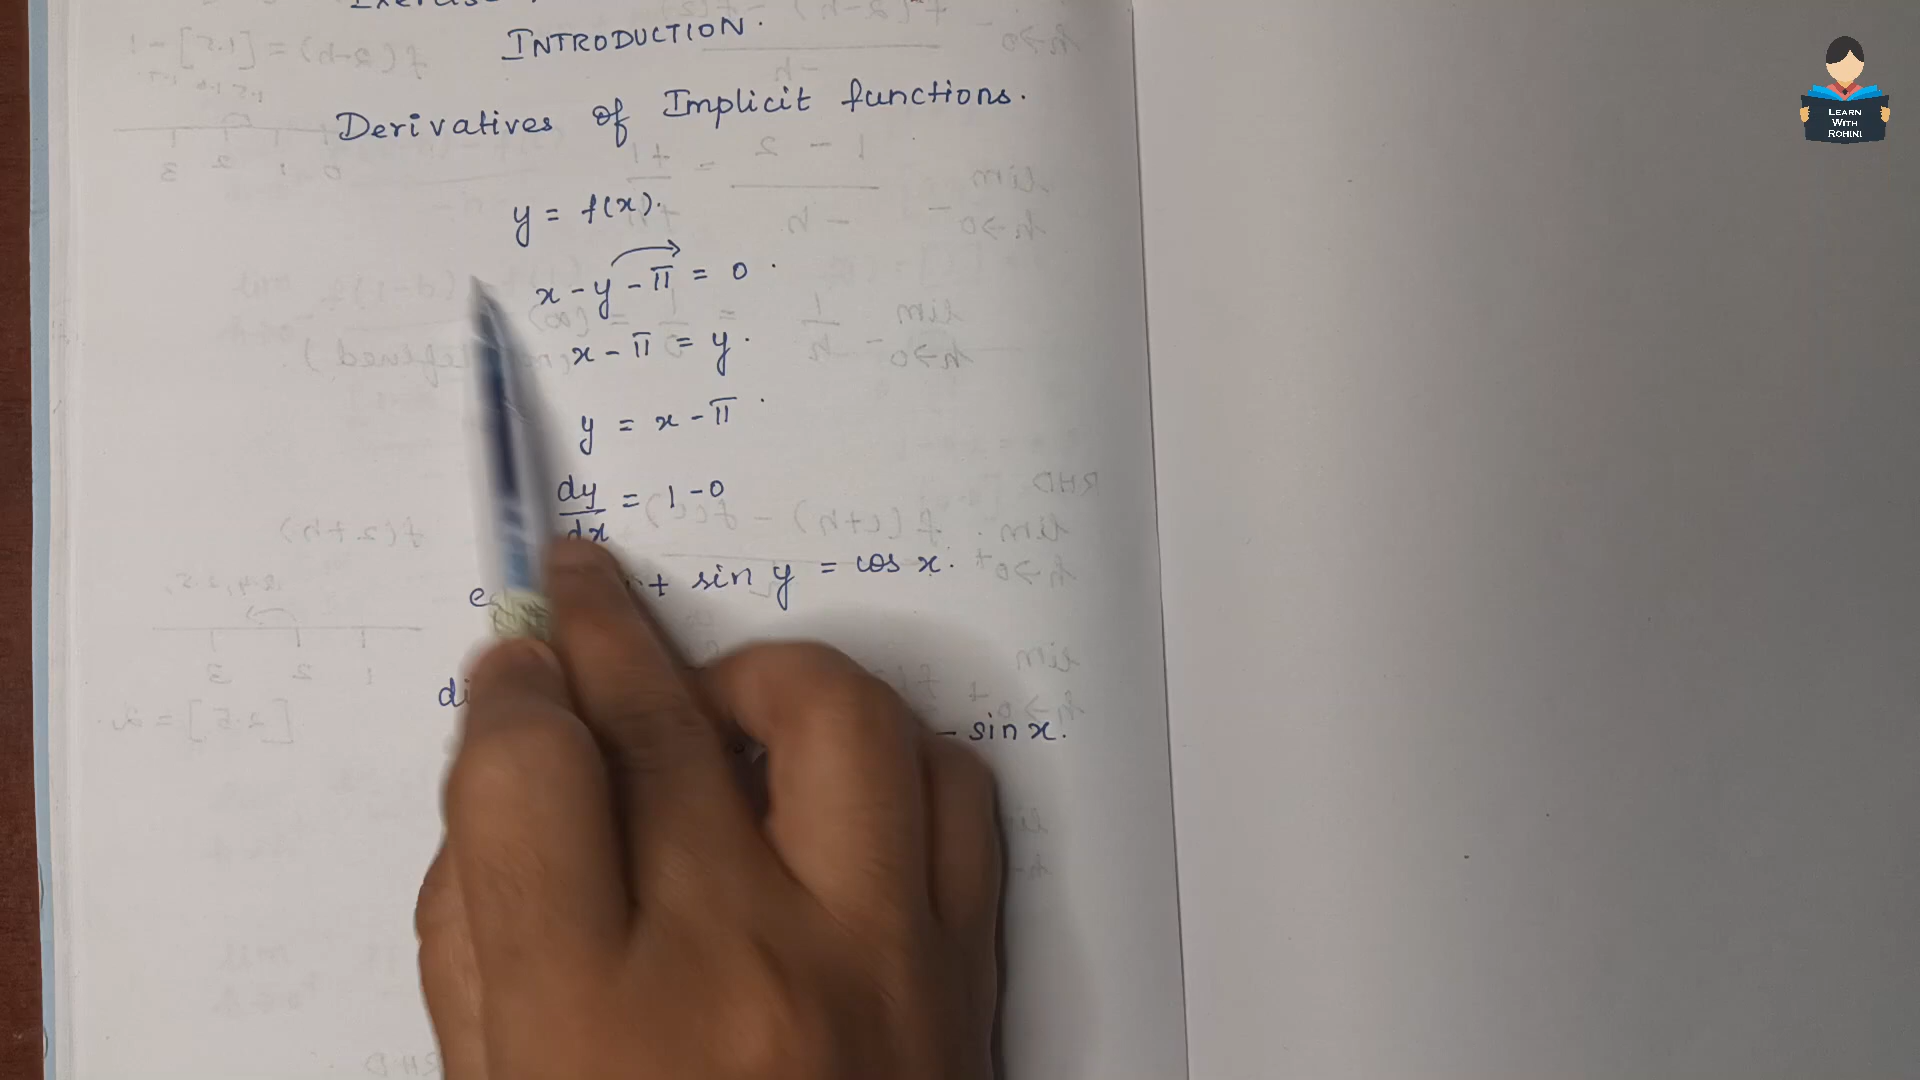 INTRODUCTION.
Derivatives of Implicit functions.
y = f(x).
x - y - π = 0.
x - π = y.
y = x - π.
dy/dx = 1 - 0
+ sin y = cos x.
- sin x.
LEARN
WITH
ROHINI